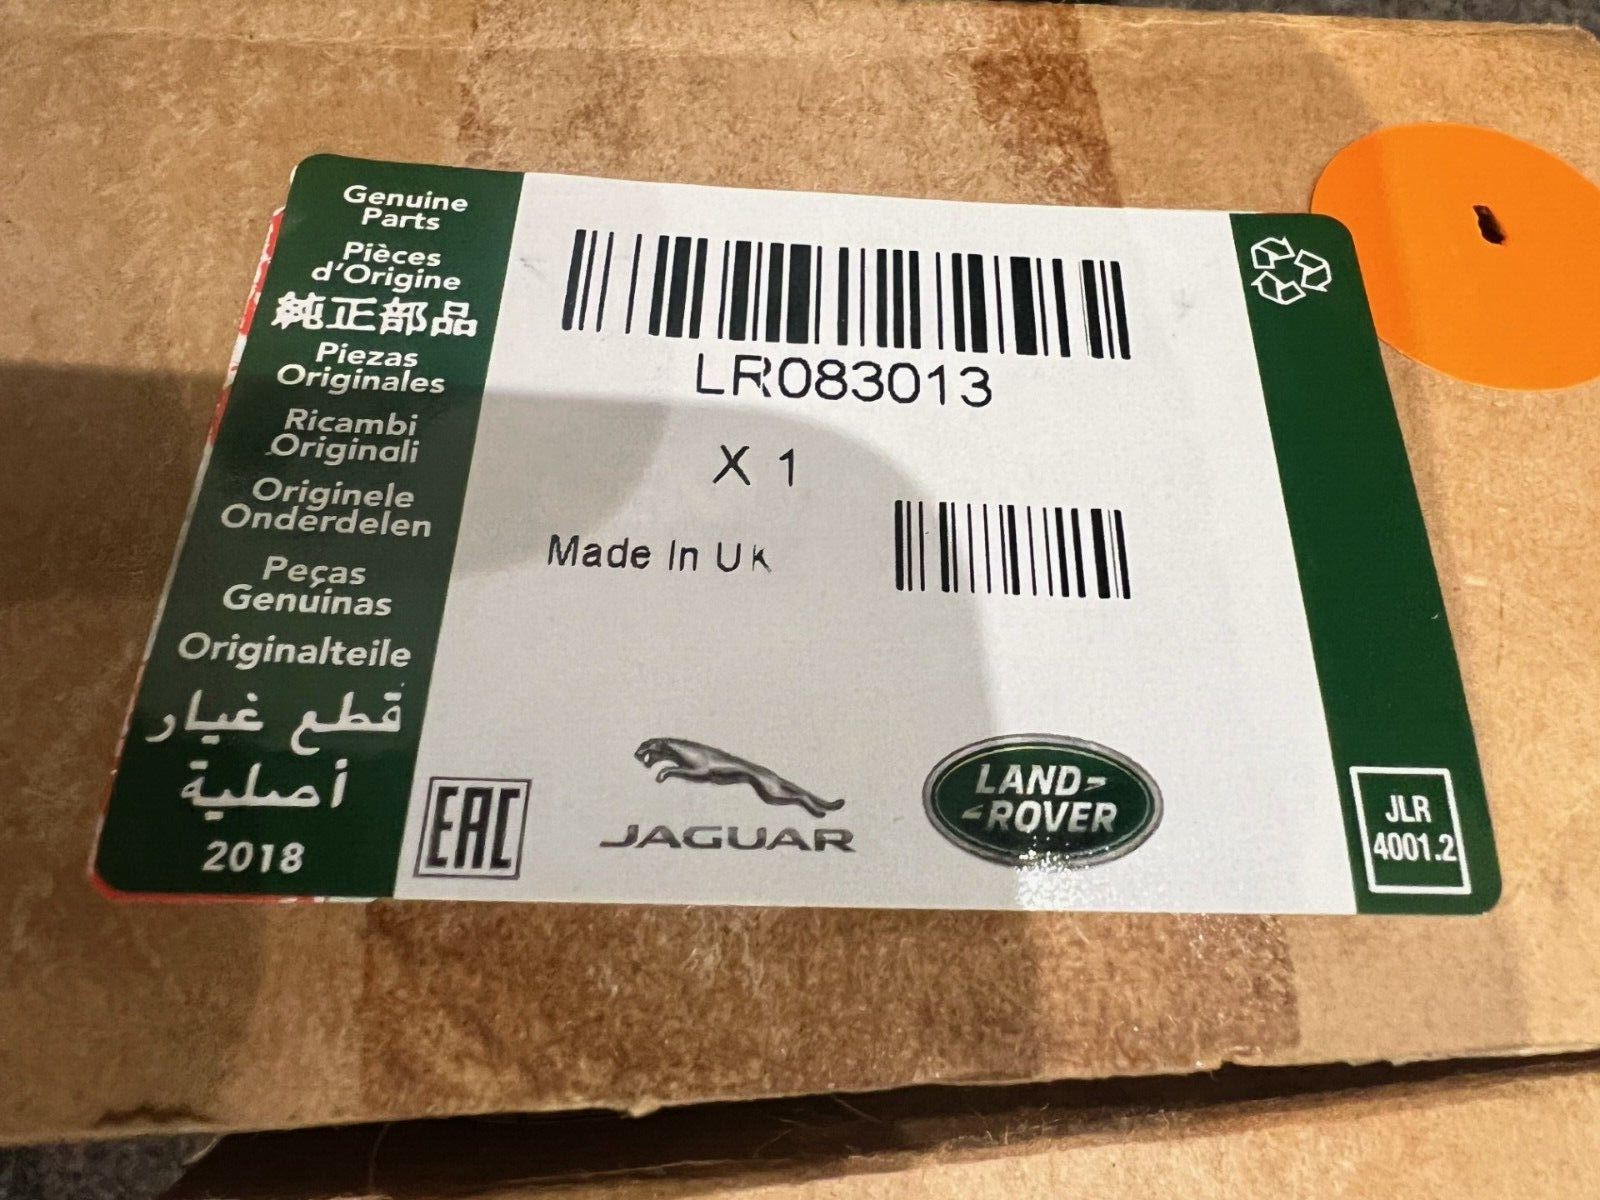 Genuine
Parts
Pièces
d'Origine
純正部品
Piezas
Originales
Ricambi
Originali
Originele
Onderdelen
Peças
Genuínas
Originalteile
قطع غيار
أصلية
2018
LR083013
X 1
Made In UK
EAC
JAGUAR
LAND-
-ROVER
JLR
4001.2